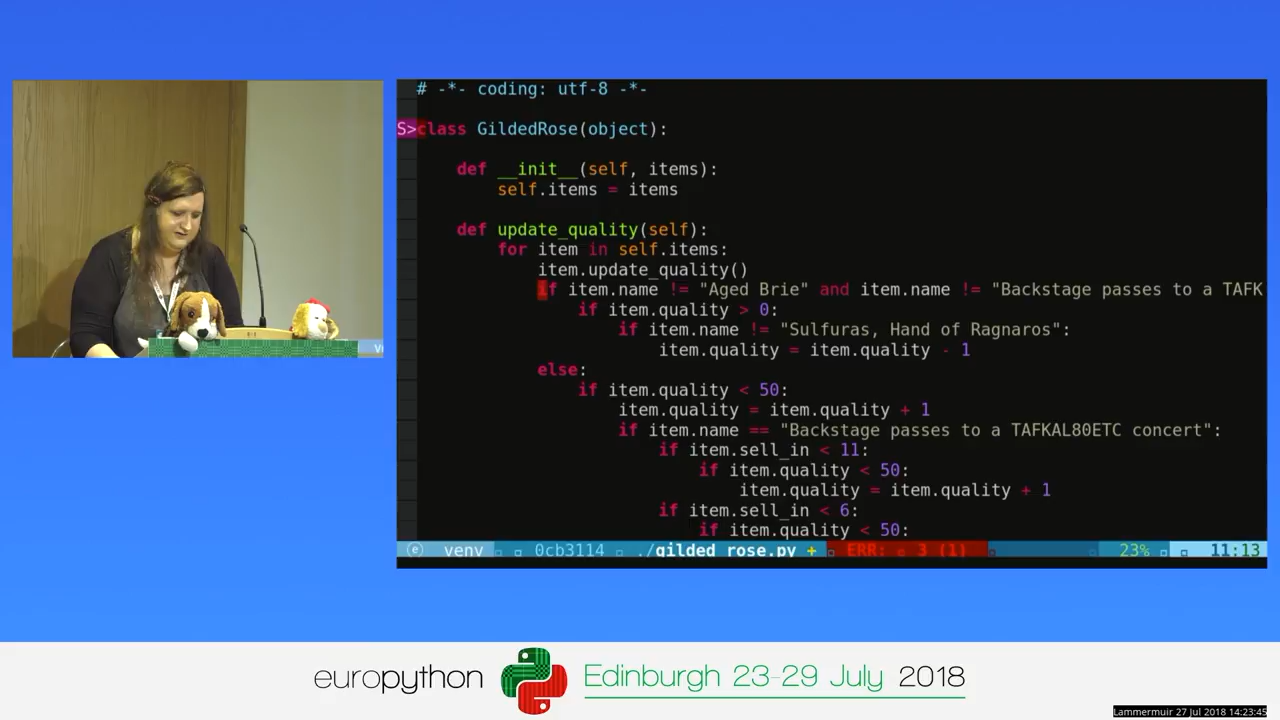 # -*- coding: utf-8 -*-
S>class GildedRose(object):
def __init__(self, items):
self.items = items
def update_quality(self):
for item in self.items:
item.update_quality()
if item.name != "Aged Brie" and item.name != "Backstage passes to a TAFK
if item.quality > 0:
if item.name != "Sulfuras, Hand of Ragnaros":
item.quality = item.quality - 1
else:
if item.quality < 50:
item.quality = item.quality + 1
if item.name == "Backstage passes to a TAFKAL80ETC concert":
if item.sell_in < 11:
if item.quality < 50:
item.quality = item.quality + 1
if item.sell_in < 6:
if item.quality < 50:
venv 0cb3114 ./gilded_rose.py + ERR: 3 (1) 23% 11:13
europython Edinburgh 23-29 July 2018
Lammermuir 27 Jul 2018 14:23:45